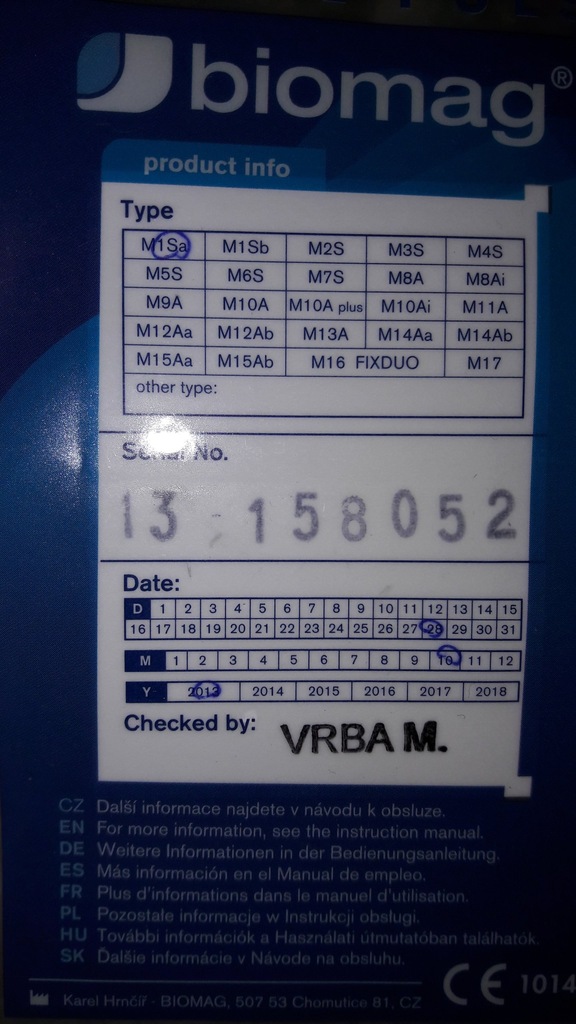 biomag®
product info
Type
M1Sa M1Sb M2S M3S M4S
M5S M6S M7S M8A M8Ai
M9A M10A M10A plus M10Ai M11A
M12Aa M12Ab M13A M14Aa M14Ab
M15Aa M15Ab M16 FIXDUO M17
other type:
Serial No.
13 - 158052
Date:
D 1 2 3 4 5 6 7 8 9 10 11 12 13 14 15
16 17 18 19 20 21 22 23 24 25 26 27 28 29 30 31
M 1 2 3 4 5 6 7 8 9 10 11 12
Y 2013 2014 2015 2016 2017 2018
Checked by: VRBA M.
CZ Další informace najdete v návodu k obsluze.
EN For more information, see the instruction manual.
DE Weitere Informationen in der Bedienungsanleitung.
ES Más información en el Manual de empleo.
FR Plus d'informations dans le manuel d'utilisation.
PL Pozostale informacje w Instrukcji obslugi.
HU További információk a Használati útmutatóban találhatók.
SK Ďalšie informácie v Návode na obsluhu.
Karel Hrnčíř - BIOMAG, 507 53 Chomutice 81, CZ
CE 1014